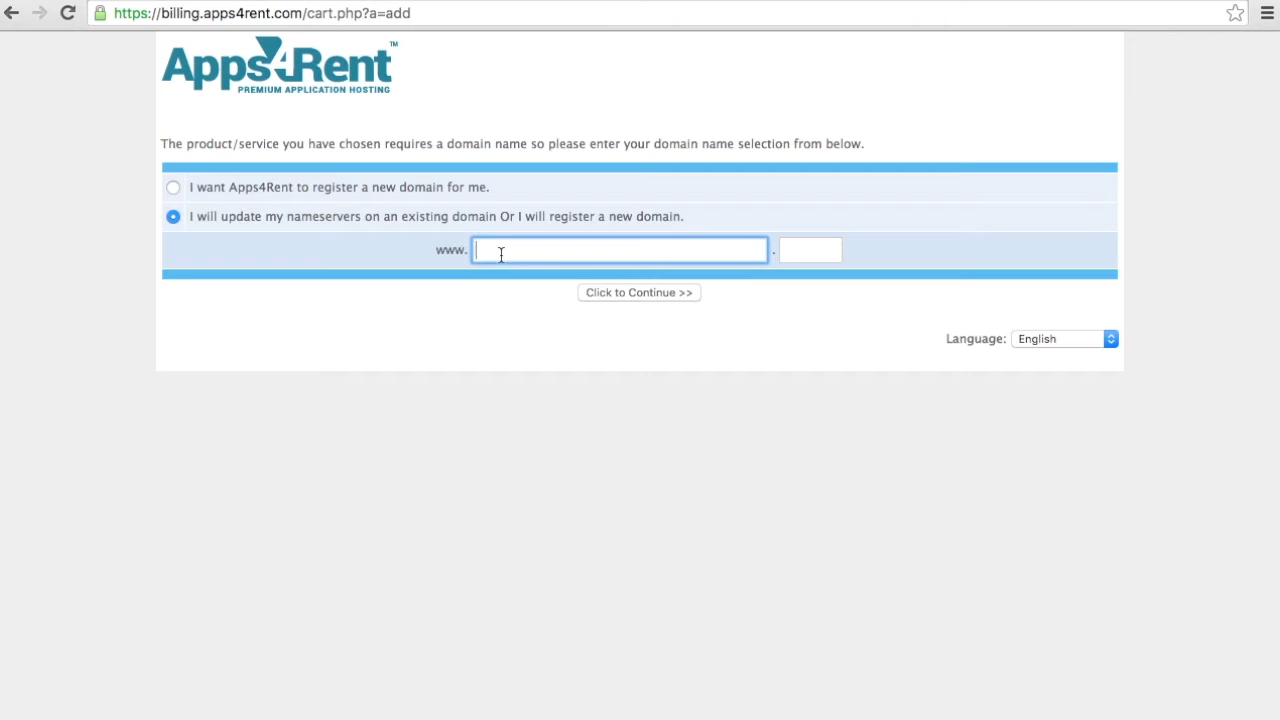 https://billing.apps4rent.com/cart.php?a=add
Apps4Rent™
PREMIUM APPLICATION HOSTING
The product/service you have chosen requires a domain name so please enter your domain name selection from below.
I want Apps4Rent to register a new domain for me.
I will update my nameservers on an existing domain Or I will register a new domain.
www. .
Click to Continue >>
Language: English